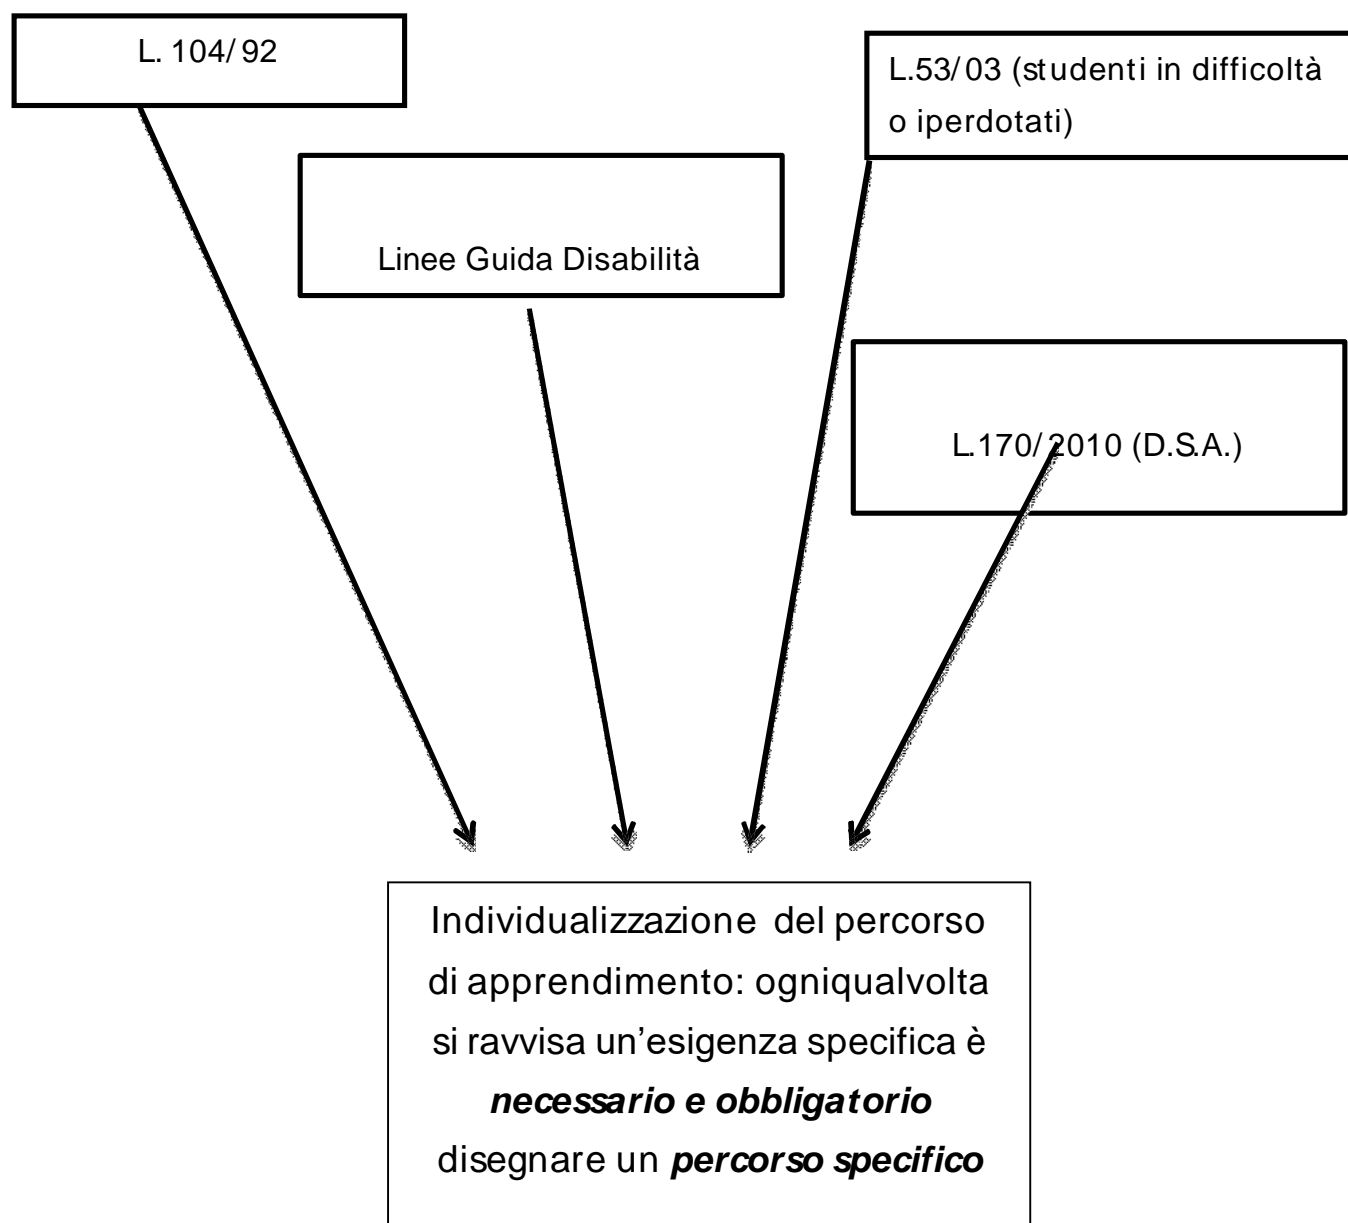 L. 104/92
L.53/03 (studenti in difficoltà
o iperdotati)
Linee Guida Disabilità
L.170/2010 (D.S.A.)
Individualizzazione del percorso
di apprendimento: ogniqualvolta
si ravvisa un’esigenza specifica è
necessario e obbligatorio
disegnare un percorso specifico